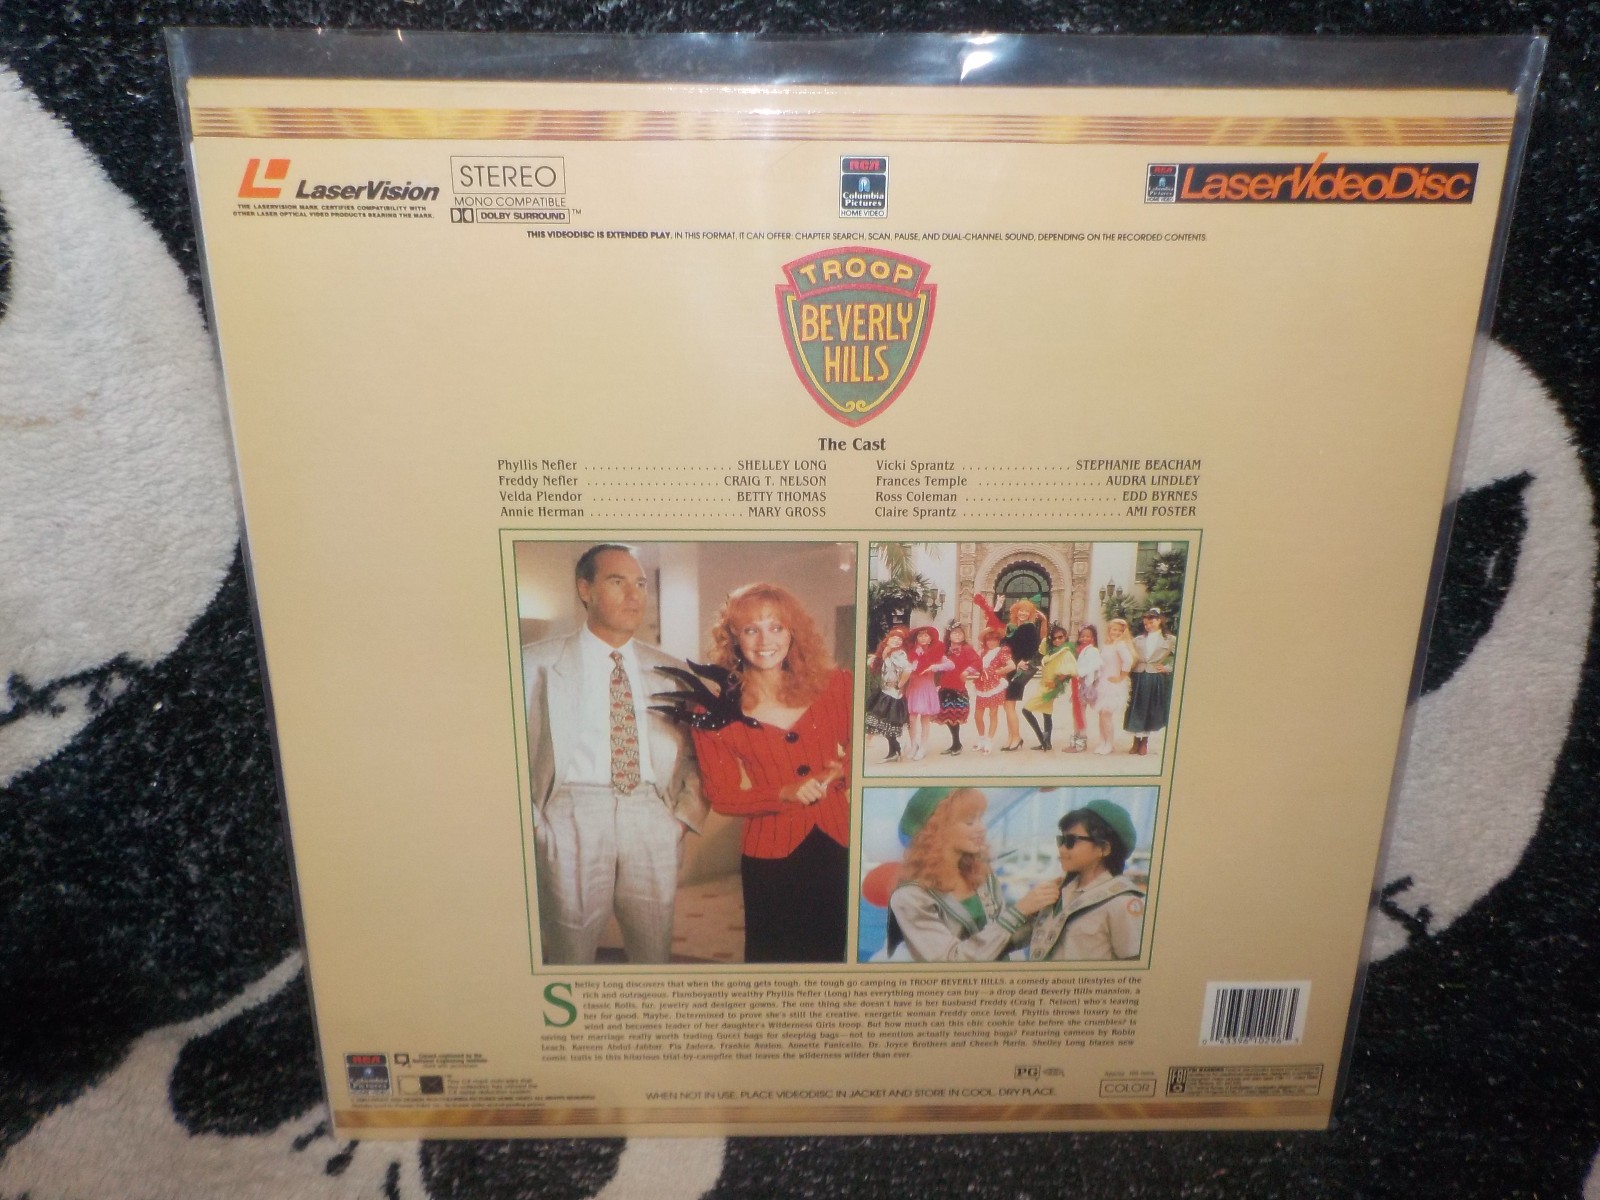 LaserVision
THE LASERVISION MARK CERTIFIES COMPATIBILITY WITH
OTHER LASER OPTICAL VIDEO PRODUCTS BEARING THE MARK.
STEREO
MONO COMPATIBLE
DOLBY SURROUND™
RCA
Columbia
Pictures
HOME VIDEO
RCA
Columbia
Pictures
HOME VIDEO
LaserVideoDisc
THIS VIDEODISC IS EXTENDED PLAY. IN THIS FORMAT, IT CAN OFFER: CHAPTER SEARCH, SCAN, PAUSE, AND DUAL-CHANNEL SOUND, DEPENDING ON THE RECORDED CONTENTS.
TROOP
BEVERLY
HILLS
The Cast
Phyllis Nefler . . . . . . . . . . . . . . . . . . . . SHELLEY LONG
Freddy Nefler . . . . . . . . . . . . . . . . . . CRAIG T. NELSON
Velda Plendor . . . . . . . . . . . . . . . . . . . BETTY THOMAS
Annie Herman . . . . . . . . . . . . . . . . . . . . . MARY GROSS
Vicki Sprantz . . . . . . . . . . . . . . . STEPHANIE BEACHAM
Frances Temple . . . . . . . . . . . . . . . . . AUDRA LINDLEY
Ross Coleman . . . . . . . . . . . . . . . . . . . . . EDD BYRNES
Claire Sprantz . . . . . . . . . . . . . . . . . . . . . . AMI FOSTER
Shelley Long discovers that when the going gets tough, the tough go camping in TROOP BEVERLY HILLS, a comedy about lifestyles of the
rich and outrageous. Flamboyantly wealthy Phyllis Nefler (Long) has everything money can buy—a drop dead Beverly Hills mansion, a
classic Rolls, fur, jewelry and designer gowns. The one thing she doesn't have is her husband Freddy (Craig T. Nelson) who's leaving
her for good. Maybe. Determined to prove she's still the creative, energetic woman Freddy once loved, Phyllis throws luxury to the
wind and becomes leader of her daughter's Wilderness Girls troop. But how much can this chic cookie take before she crumbles? Is
saving her marriage really worth trading Gucci bags for sleeping bags—not to mention actually touching bugs? Featuring cameos by Robin
Leach, Kareem Abdul-Jabbar, Pia Zadora, Frankie Avalon, Annette Funicello, Dr. Joyce Brothers and Cheech Marin. Shelley Long blazes new
comic trails in this hilarious trial-by-campfire that leaves the wilderness wilder than ever.
RCA
Columbia
Pictures
HOME VIDEO
PG
COLOR
WHEN NOT IN USE, PLACE VIDEODISC IN JACKET AND STORE IN COOL, DRY PLACE.